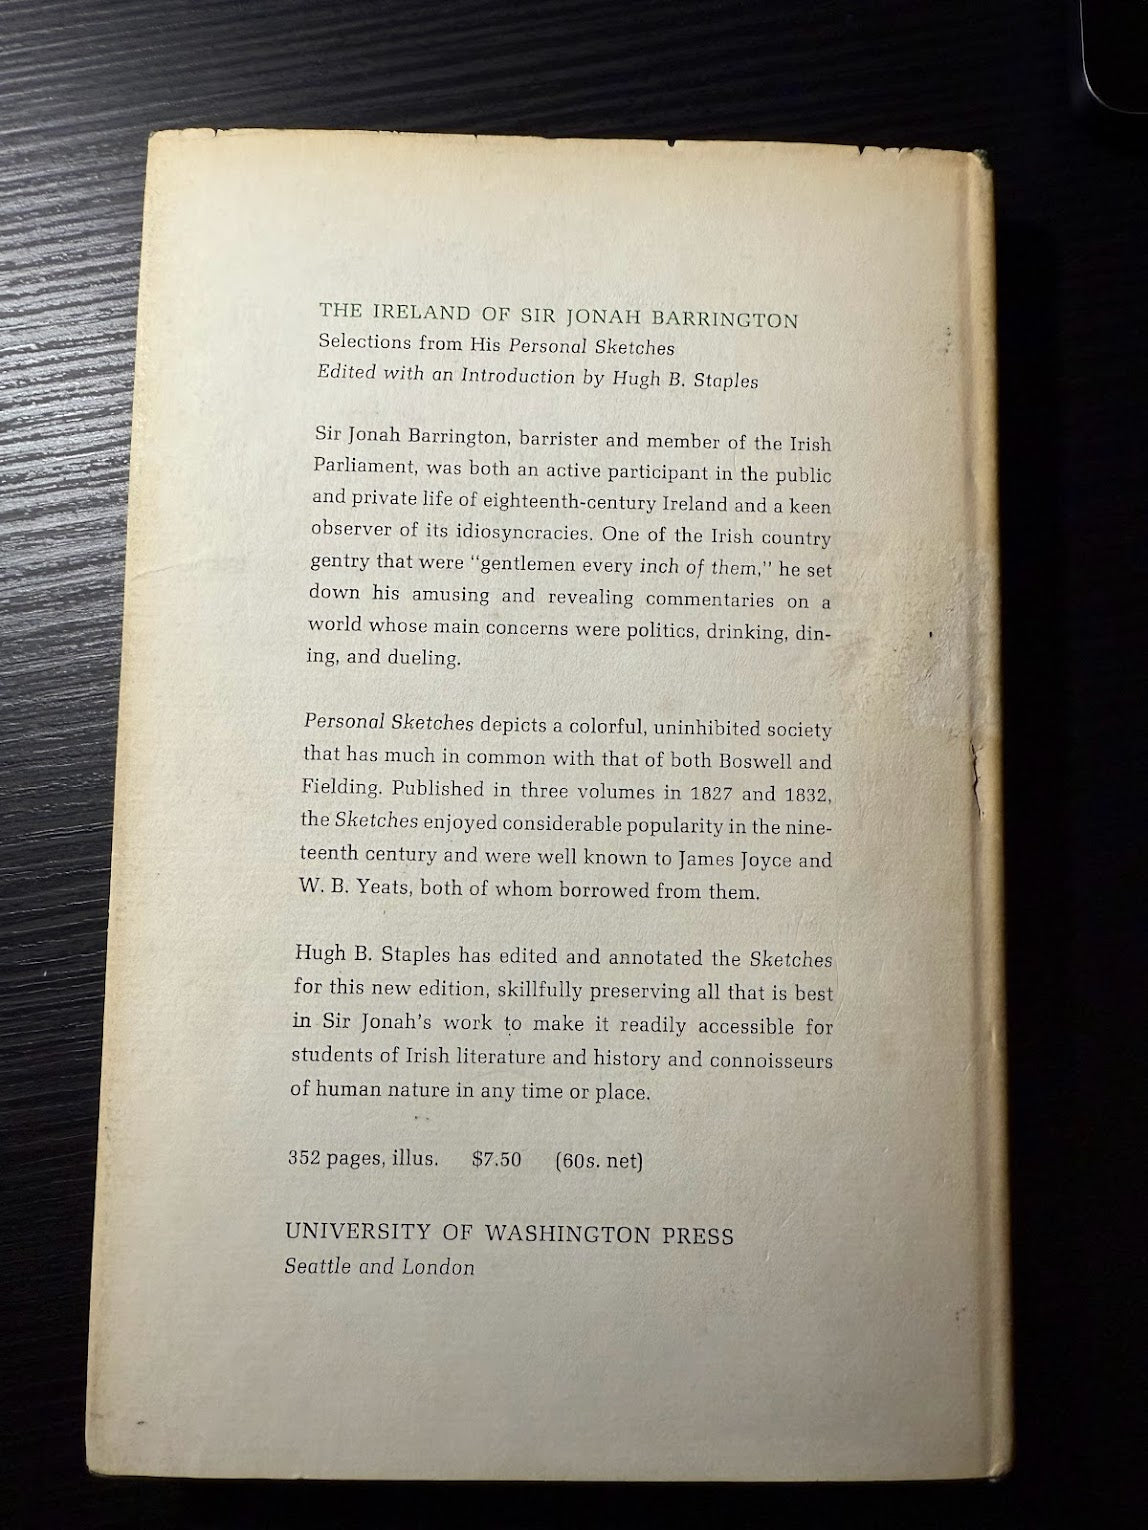 THE IRELAND OF SIR JONAH BARRINGTON
Selections from His Personal Sketches
Edited with an Introduction by Hugh B. Staples
Sir Jonah Barrington, barrister and member of the Irish
Parliament, was both an active participant in the public
and private life of eighteenth-century Ireland and a keen
observer of its idiosyncracies. One of the Irish country
gentry that were "gentlemen every inch of them," he set
down his amusing and revealing commentaries on a
world whose main concerns were politics, drinking, din-
ing, and dueling.
Personal Sketches depicts a colorful, uninhibited society
that has much in common with that of both Boswell and
Fielding. Published in three volumes in 1827 and 1832,
the Sketches enjoyed considerable popularity in the nine-
teenth century and were well known to James Joyce and
W. B. Yeats, both of whom borrowed from them.
Hugh B. Staples has edited and annotated the Sketches
for this new edition, skillfully preserving all that is best
in Sir Jonah's work to make it readily accessible for
students of Irish literature and history and connoisseurs
of human nature in any time or place.
352 pages, illus. $7.50 (60s. net)
UNIVERSITY OF WASHINGTON PRESS
Seattle and London